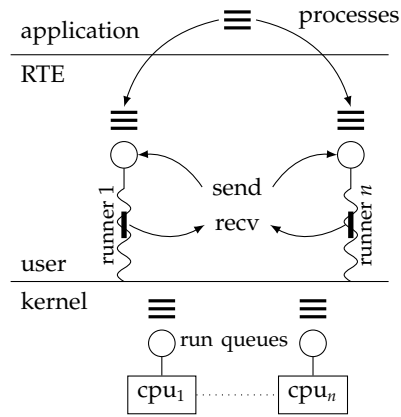 processes
application
RTE
runner 1
send
recv
runner n
user
kernel
run queues
cpu1
cpun